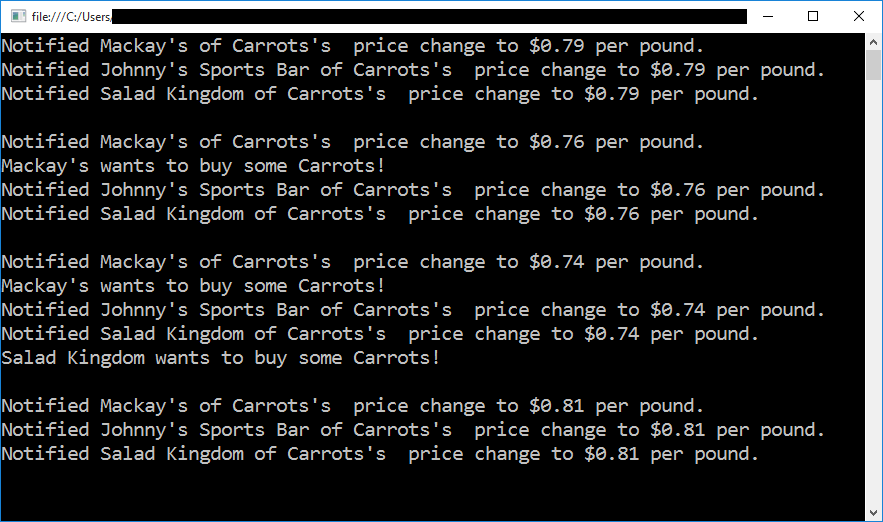 file:///C:/Users/
Notified Mackay's of Carrots's  price change to $0.79 per pound.
Notified Johnny's Sports Bar of Carrots's  price change to $0.79 per pound.
Notified Salad Kingdom of Carrots's  price change to $0.79 per pound.

Notified Mackay's of Carrots's  price change to $0.76 per pound.
Mackay's wants to buy some Carrots!
Notified Johnny's Sports Bar of Carrots's  price change to $0.76 per pound.
Notified Salad Kingdom of Carrots's  price change to $0.76 per pound.

Notified Mackay's of Carrots's  price change to $0.74 per pound.
Mackay's wants to buy some Carrots!
Notified Johnny's Sports Bar of Carrots's  price change to $0.74 per pound.
Notified Salad Kingdom of Carrots's  price change to $0.74 per pound.
Salad Kingdom wants to buy some Carrots!

Notified Mackay's of Carrots's  price change to $0.81 per pound.
Notified Johnny's Sports Bar of Carrots's  price change to $0.81 per pound.
Notified Salad Kingdom of Carrots's  price change to $0.81 per pound.